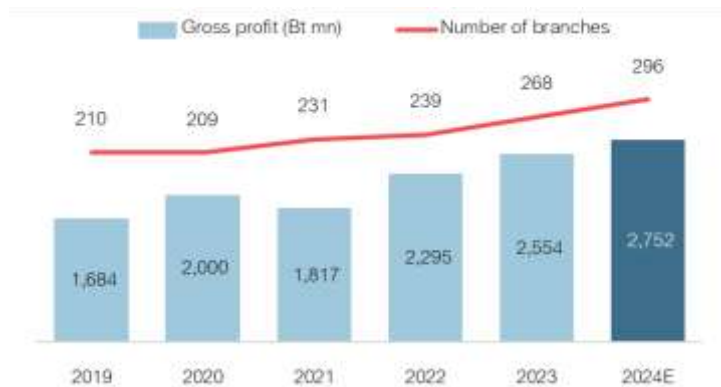 Gross profit (Bt mn) Number of branches
210 209 231 239 268 296
1,684 2,000 1,817 2,295 2,554 2,752
2019 2020 2021 2022 2023 2024E